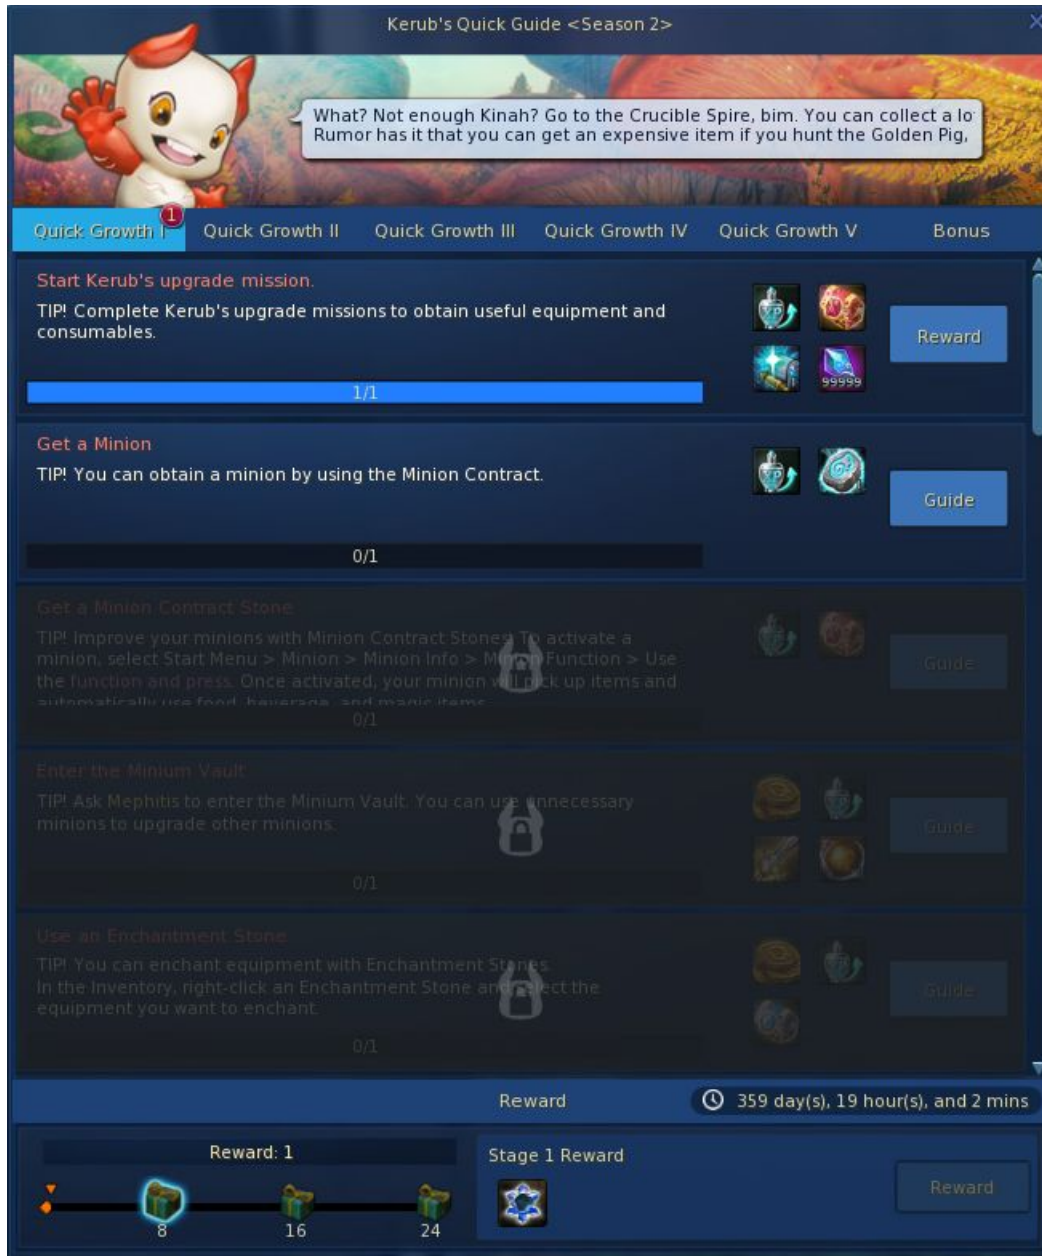 Kerub's Quick Guide <Season 2>
What? Not enough Kinah? Go to the Crucible Spire, bim. You can collect a lo
Rumor has it that you can get an expensive item if you hunt the Golden Pig,
Quick Growth I
1
Quick Growth II
Quick Growth III
Quick Growth IV
Quick Growth V
Bonus
Start Kerub's upgrade mission.
TIP! Complete Kerub's upgrade missions to obtain useful equipment and
consumables.
99999
Reward
1/1
Get a Minion
TIP! You can obtain a minion by using the Minion Contract.
Guide
0/1
Get a Minion Contract Stone
TIP! Improve your minions with Minion Contract Stones. To activate a
minion, select Start Menu > Minion > Minion Info > Minion Function > Use
the function and press. Once activated, your minion will pick up items and
automatically use food, beverage, and magic items.
Guide
0/1
Enter the Minium Vault
TIP! Ask Mephitis to enter the Minium Vault. You can use unnecessary
minions to upgrade other minions.
Guide
0/1
Use an Enchantment Stone
TIP! You can enchant equipment with Enchantment Stones.
In the Inventory, right-click an Enchantment Stone and select the
equipment you want to enchant.
Guide
0/1
Reward
359 day(s), 19 hour(s), and 2 mins
Reward: 1
8
16
24
Stage 1 Reward
Reward